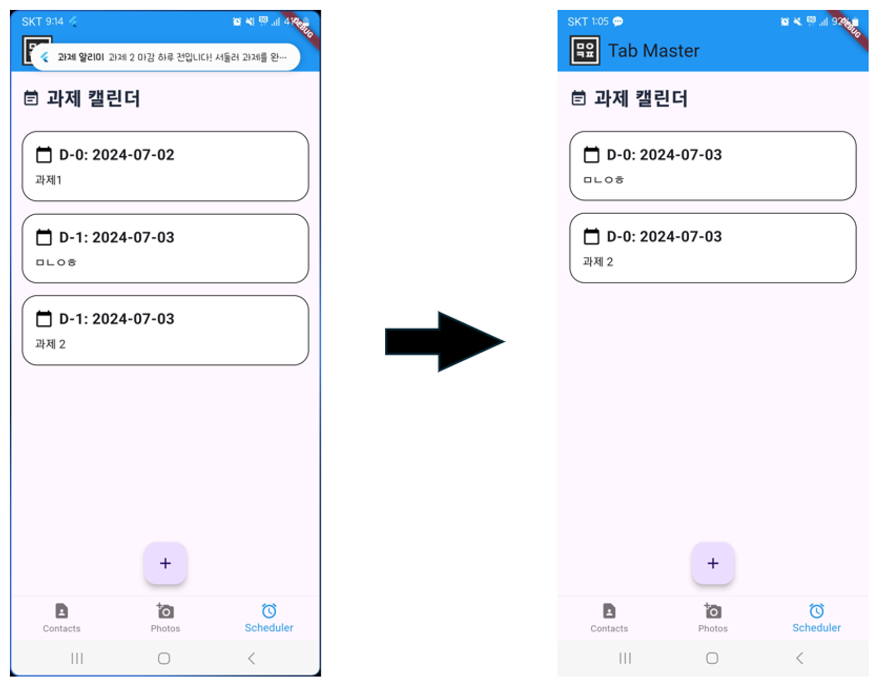 SKT 9:14
DEBUG
과제 알리미 과제 2 마감 하루 전입니다! 서둘러 과제를 완…
과제 캘린더
D-0: 2024-07-02
과제1
D-1: 2024-07-03
ㅁㄴㅇㅎ
D-1: 2024-07-03
과제 2
+
Contacts Photos Scheduler
SKT 1:05
DEBUG
Tab Master
과제 캘린더
D-0: 2024-07-03
ㅁㄴㅇㅎ
D-0: 2024-07-03
과제 2
+
Contacts Photos Scheduler